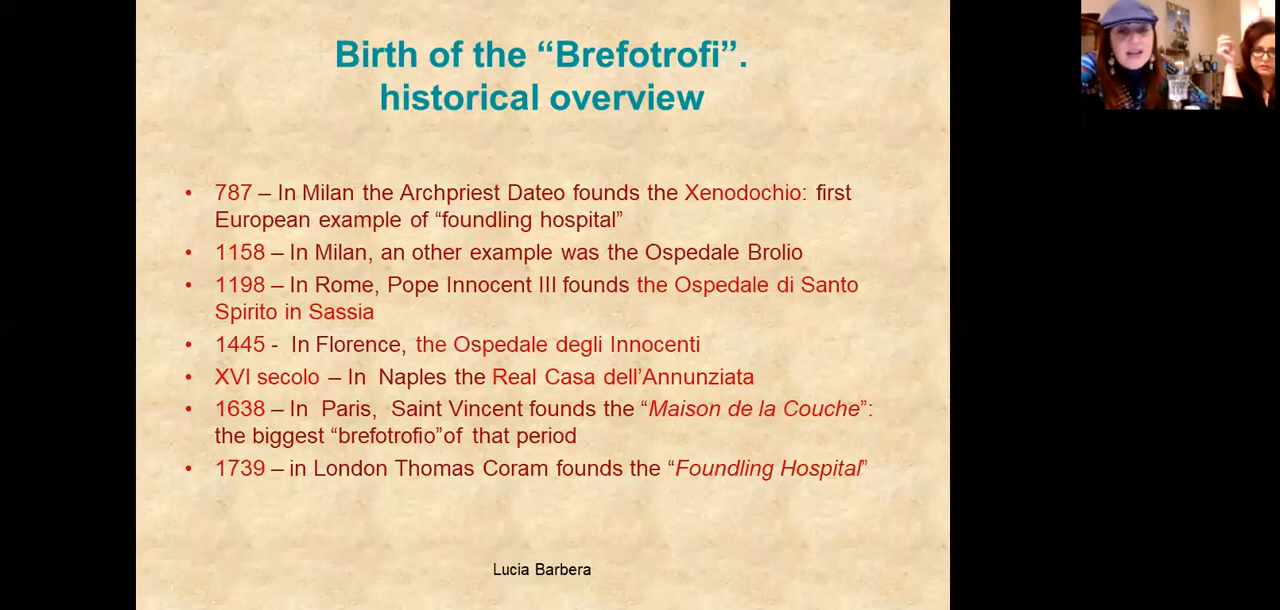 Birth of the “Brefotrofi”.
historical overview
• 787 – In Milan the Archpriest Dateo founds the Xenodochio: first
European example of “foundling hospital”
• 1158 – In Milan, an other example was the Ospedale Brolio
• 1198 – In Rome, Pope Innocent III founds the Ospedale di Santo
Spirito in Sassia
• 1445 - In Florence, the Ospedale degli Innocenti
• XVI secolo – In Naples the Real Casa dell’Annunziata
• 1638 – In Paris, Saint Vincent founds the “Maison de la Couche”:
the biggest “brefotrofio”of that period
• 1739 – in London Thomas Coram founds the “Foundling Hospital”
Lucia Barbera